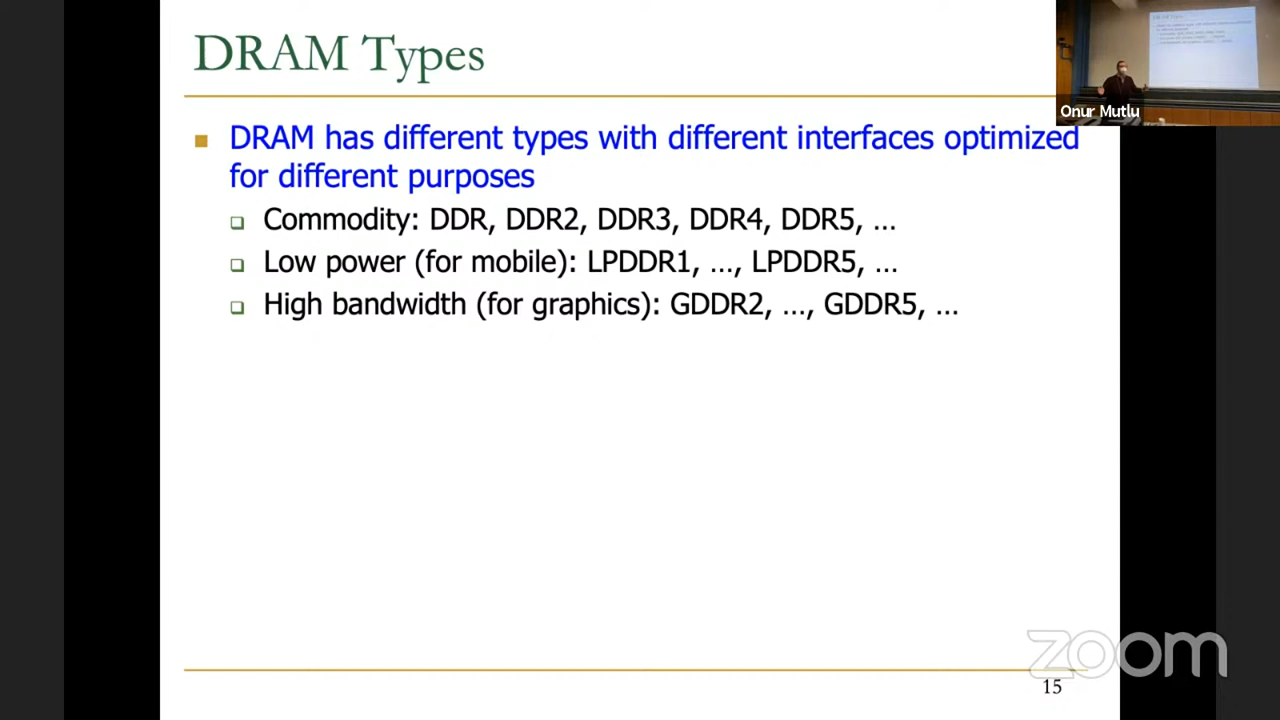 DRAM Types
Onur Mutlu
DRAM has different types with different interfaces optimized
for different purposes
Commodity: DDR, DDR2, DDR3, DDR4, DDR5, ...
Low power (for mobile): LPDDR1, ..., LPDDR5, ...
High bandwidth (for graphics): GDDR2, ..., GDDR5, ...
zoom
15